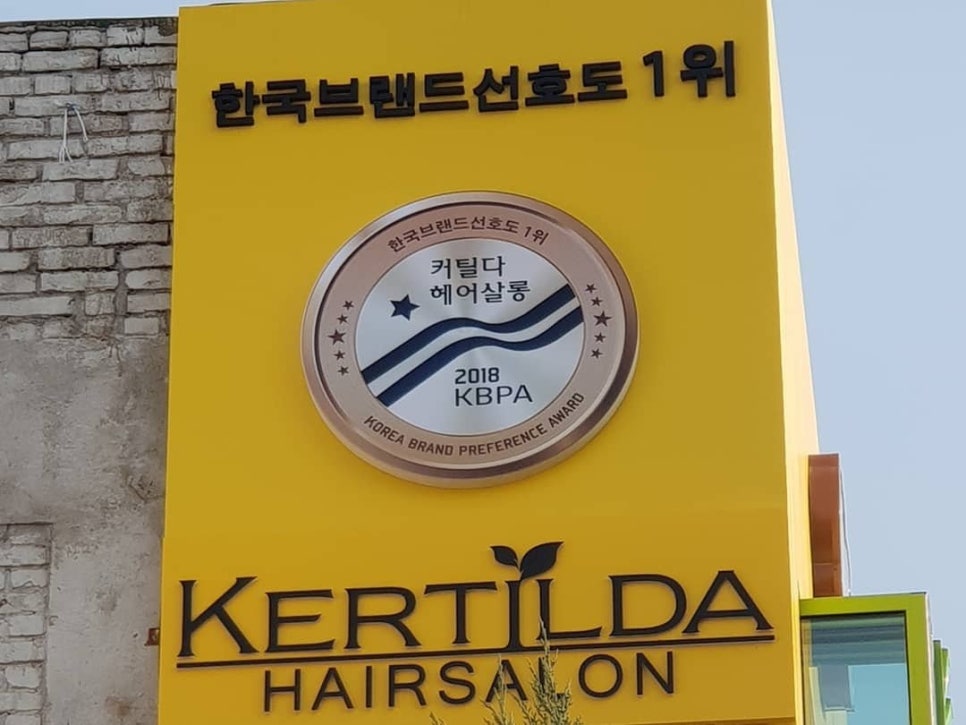 한국브랜드선호도 1위
한국브랜드선호도 1위
커틸다
헤어살롱
2018
KBPA
KOREA BRAND PREFERENCE AWARD
KERTILDA
HAIRSALON